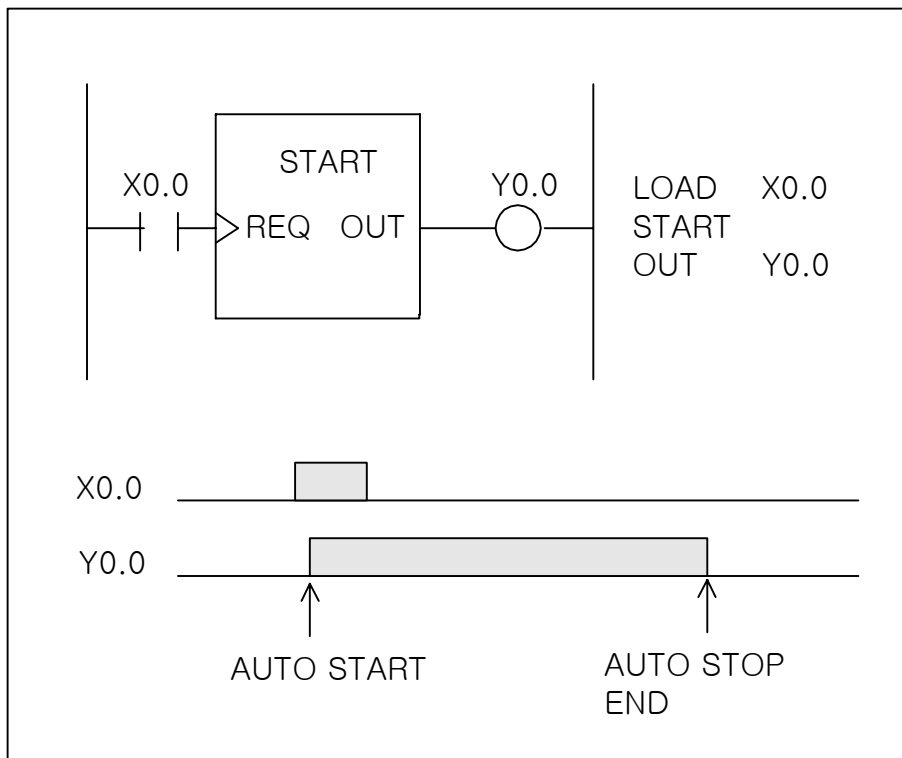 START
X0.0
REQ OUT
Y0.0
LOAD X0.0
START
OUT Y0.0
X0.0
Y0.0
AUTO START
AUTO STOP
END